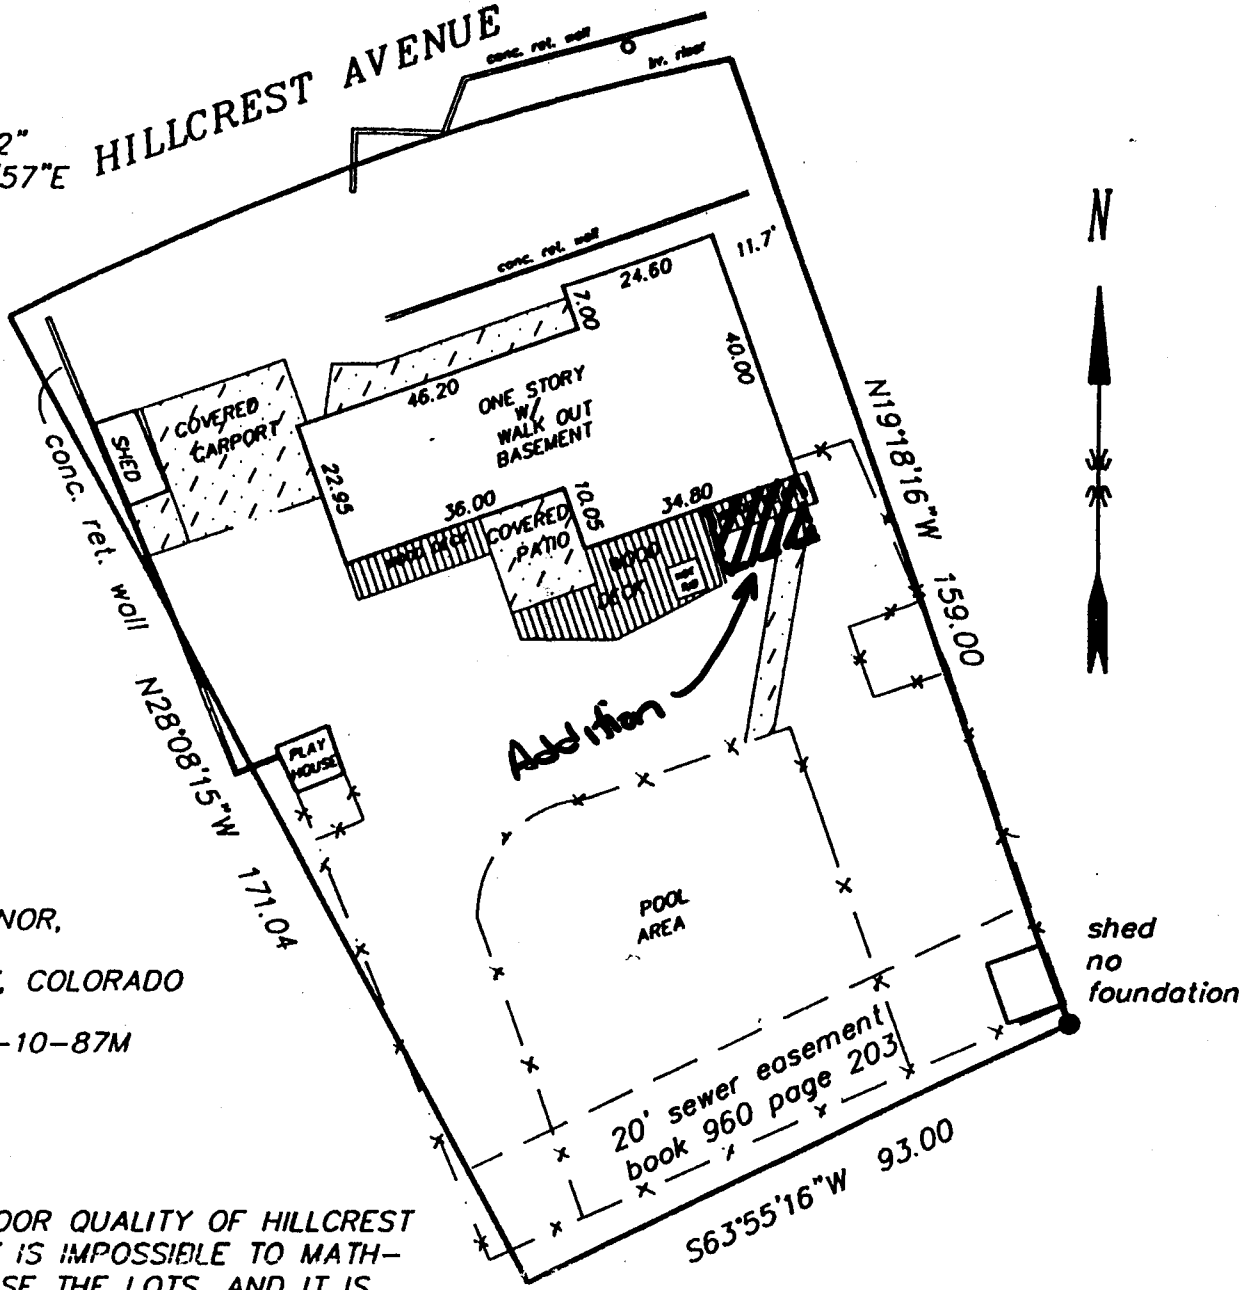 HILLCREST AVENUE
conc. ret. wall
irr. riser
2"
57"E
N
conc. ret. wall
11.7'
24.60
7.00
40.00
46.20
ONE STORY
W/
WALK OUT
BASEMENT
COVERED
CARPORT
SHED
conc. ret. wall
22.95
36.00
10.05
34.80
WOOD DECK
COVERED
PATIO
WOOD
DECK
N19°18'16"W 159.00
Addition
N28°08'15"W 171.04
PLAY
HOUSE
POOL
AREA
NOR,
, COLORADO
-10-87M
shed
no
foundation
20' sewer easement
book 960 page 203
S63°55'16"W 93.00
OOR QUALITY OF HILLCREST
IS IMPOSSIBLE TO MATH-
SE THE LOTS, AND IT IS